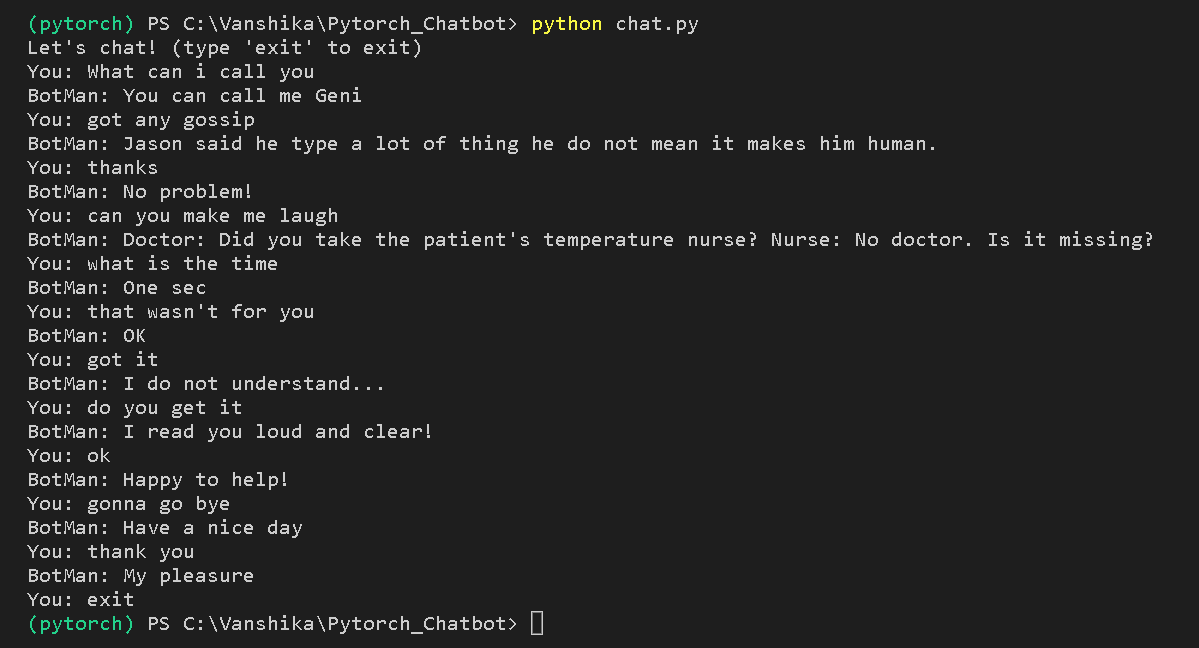 (pytorch) PS C:\Vanshika\Pytorch_Chatbot> python chat.py
Let's chat! (type 'exit' to exit)
You: What can i call you
BotMan: You can call me Geni
You: got any gossip
BotMan: Jason said he type a lot of thing he do not mean it makes him human.
You: thanks
BotMan: No problem!
You: can you make me laugh
BotMan: Doctor: Did you take the patient's temperature nurse? Nurse: No doctor. Is it missing?
You: what is the time
BotMan: One sec
You: that wasn't for you
BotMan: OK
You: got it
BotMan: I do not understand...
You: do you get it
BotMan: I read you loud and clear!
You: ok
BotMan: Happy to help!
You: gonna go bye
BotMan: Have a nice day
You: thank you
BotMan: My pleasure
You: exit
(pytorch) PS C:\Vanshika\Pytorch_Chatbot>